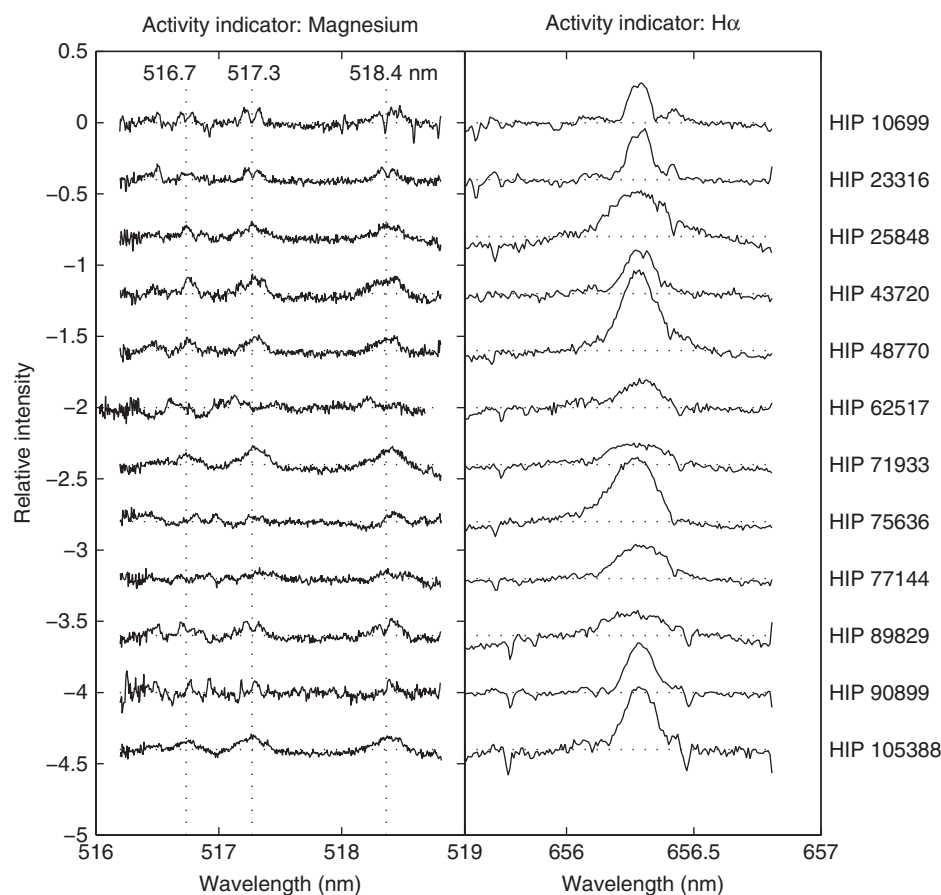 Activity indicator: Magnesium
Activity indicator: Hα
0.5
516.7
517.3
518.4 nm
0
HIP 10699
−0.5
HIP 23316
HIP 25848
−1
HIP 43720
−1.5
HIP 48770
−2
HIP 62517
Relative intensity
−2.5
HIP 71933
HIP 75636
−3
HIP 77144
−3.5
HIP 89829
−4
HIP 90899
−4.5
HIP 105388
−5
516
517
518
519
656
656.5
657
Wavelength (nm)
Wavelength (nm)